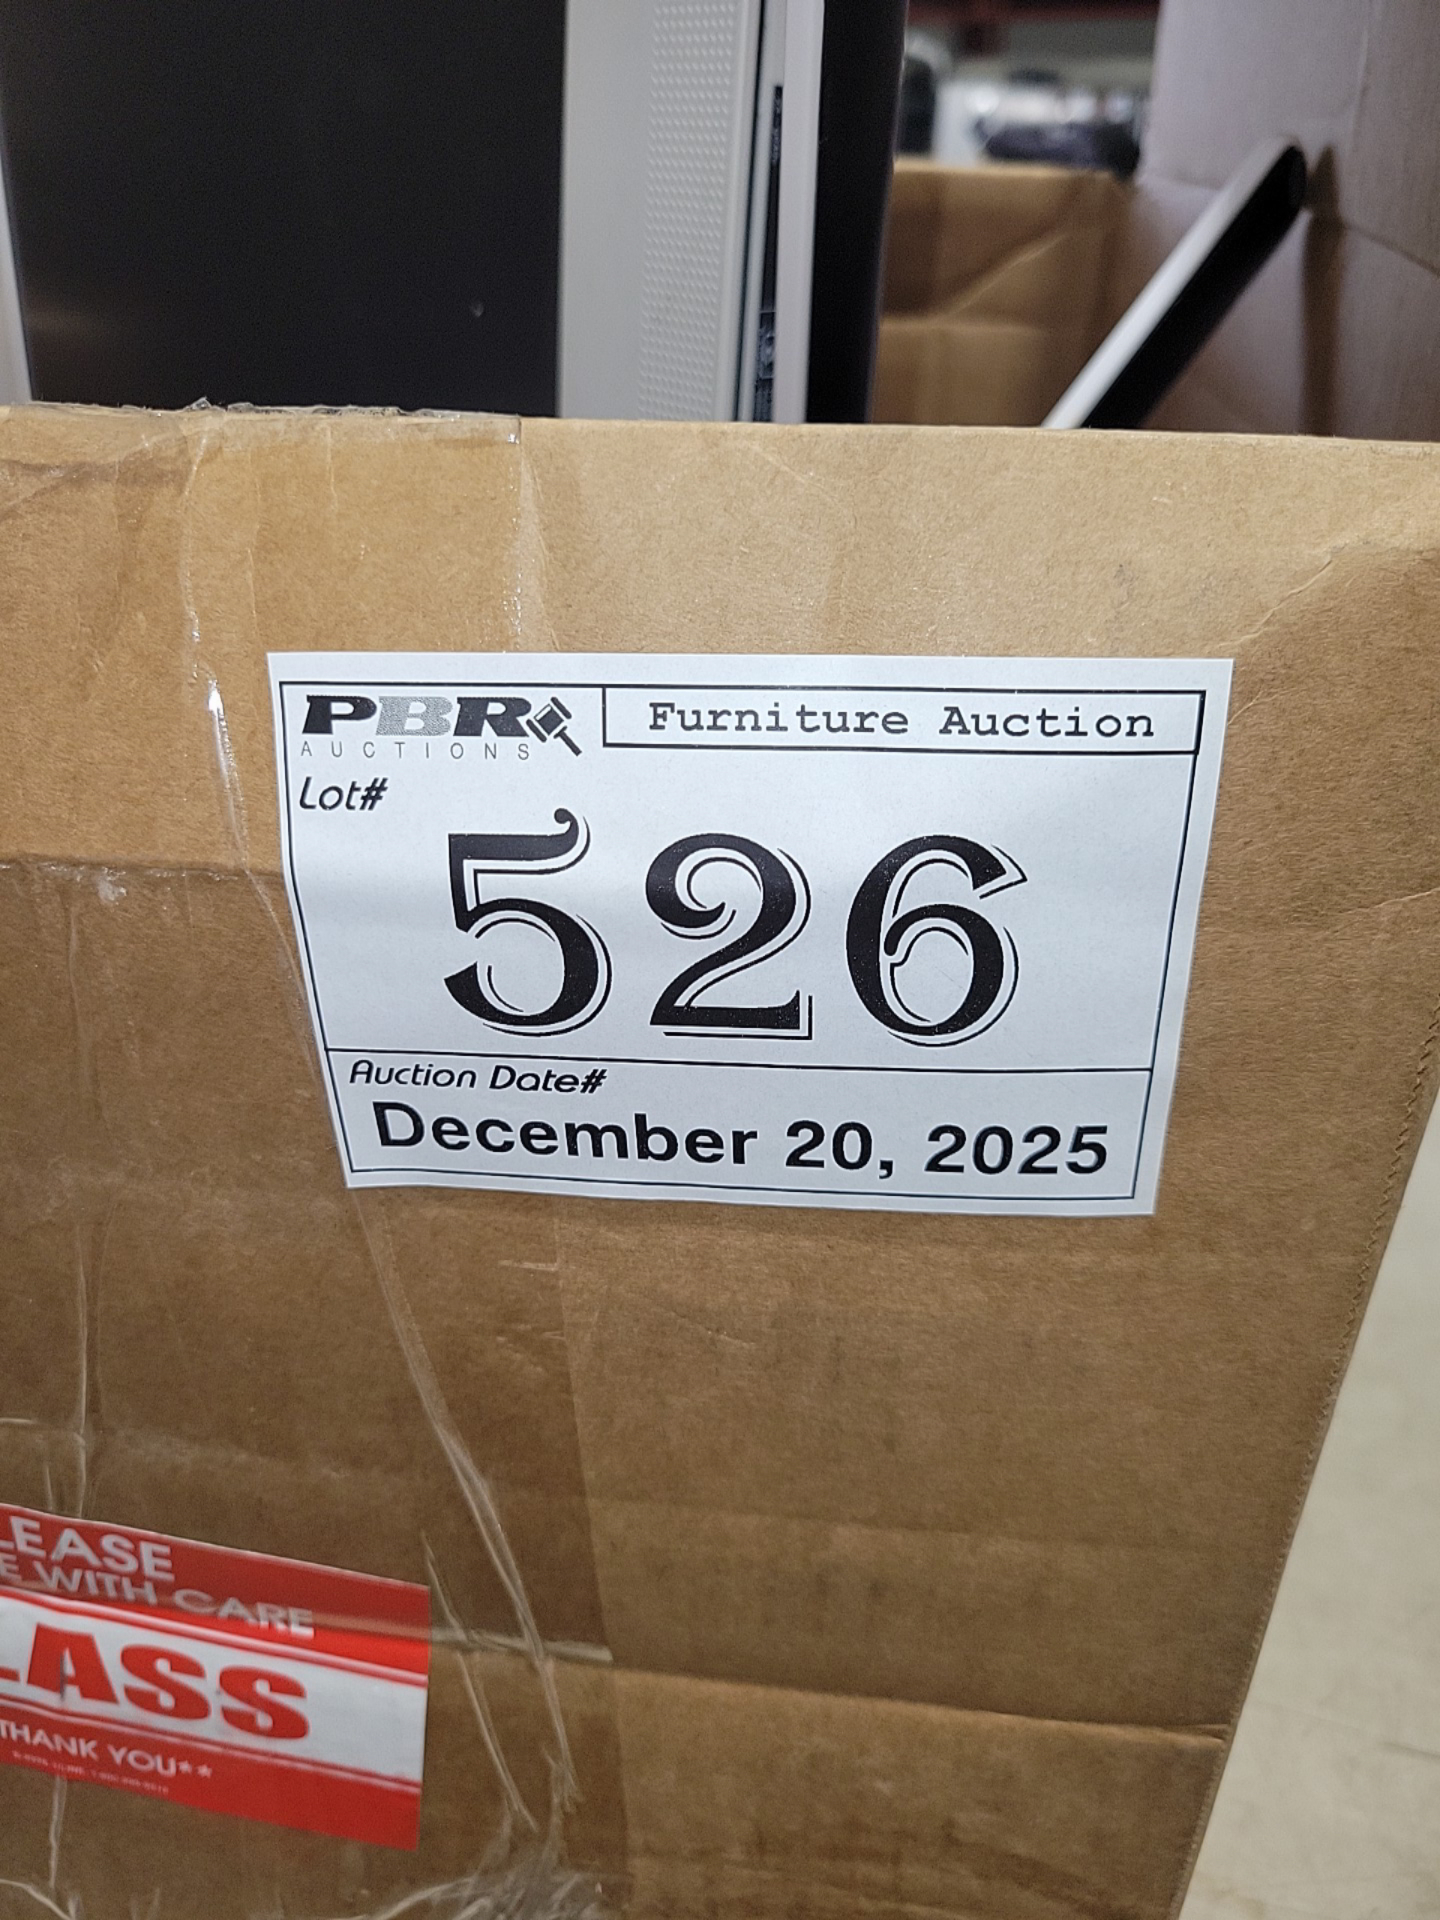 PBR
AUCTIONS
Furniture Auction
Lot#
526
Auction Date#
December 20, 2025
LEASE
E WITH CARE
LASS
THANK YOU**